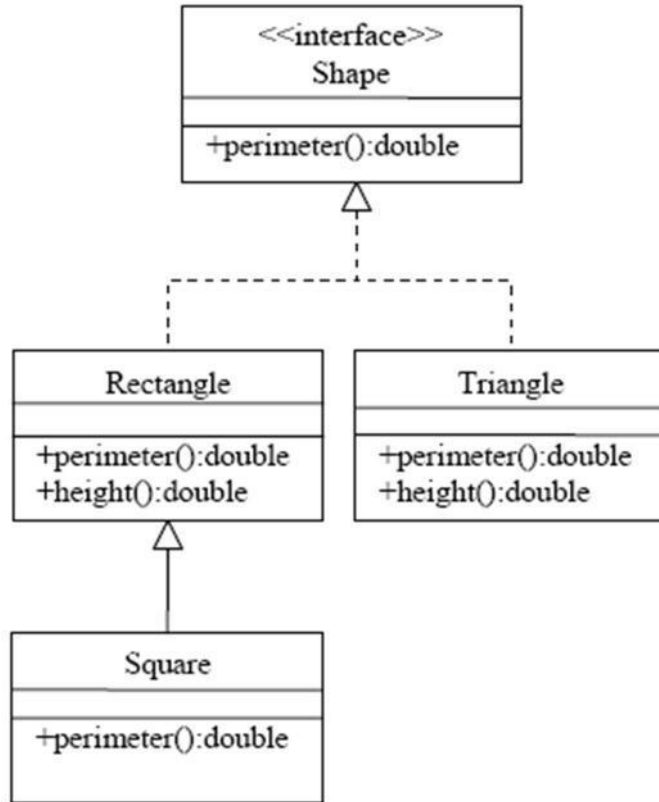 <<interface>>
Shape
+perimeter():double
Rectangle
+perimeter():double
+height():double
Triangle
+perimeter():double
+height():double
Square
+perimeter():double